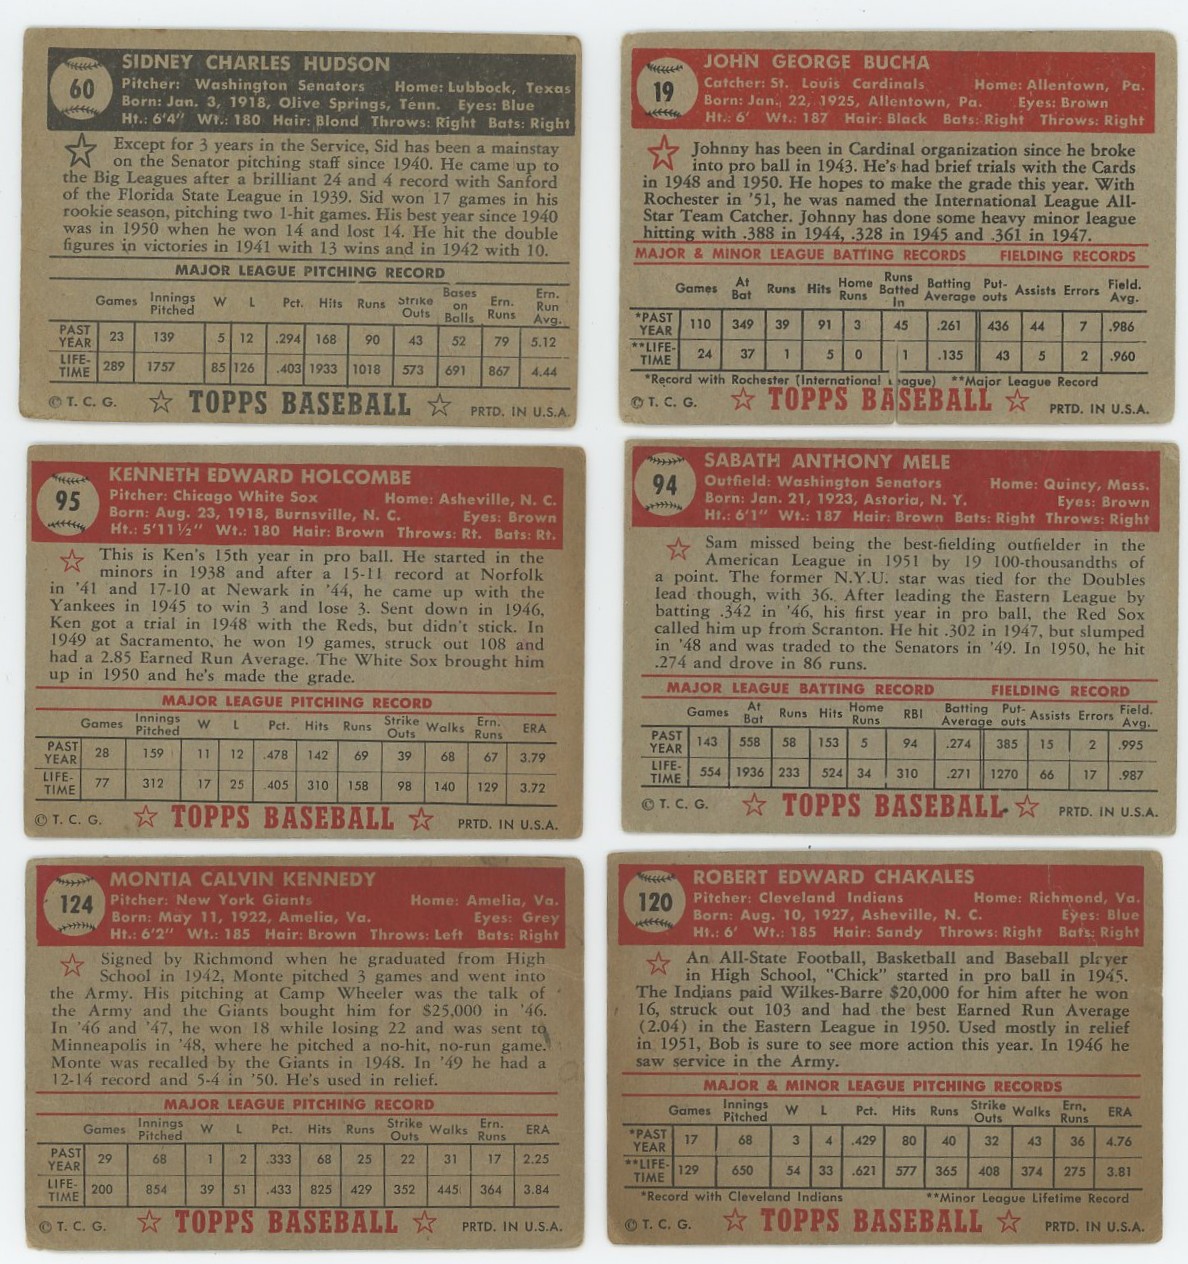 60
SIDNEY CHARLES HUDSON
Pitcher: Washington Senators Home: Lubbock, Texas
Born: Jan. 3, 1918, Olive Springs, Tenn. Eyes: Blue
Ht.: 6'4" Wt.: 180 Hair: Blond Throws: Right Bats: Right
Except for 3 years in the Service, Sid has been a mainstay
on the Senator pitching staff since 1940. He came up to
the Big Leagues after a brilliant 24 and 4 record with Sanford
of the Florida State League in 1939. Sid won 17 games in his
rookie season, pitching two 1-hit games. His best year since 1940
was in 1950 when he won 14 and lost 14. He hit the double
figures in victories in 1941 with 13 wins and in 1942 with 10.
MAJOR LEAGUE PITCHING RECORD
Games Innings Pitched W L Pct. Hits Runs Strike Outs Bases on Balls Ern. Runs Ern. Run Avg.
PAST YEAR 23 139 5 12 .294 168 90 43 52 79 5.12
LIFE-TIME 289 1757 85 126 .403 1933 1018 573 691 867 4.44
© T. C. G. TOPPS BASEBALL PRTD. IN U.S.A.
19
JOHN GEORGE BUCHA
Catcher: St. Louis Cardinals Home: Allentown, Pa.
Born: Jan. 22, 1925, Allentown, Pa. Eyes: Brown
Ht.: 6' Wt.: 187 Hair: Black Bats: Right Throws: Right
Johnny has been in Cardinal organization since he broke
into pro ball in 1943. He's had brief trials with the Cards
in 1948 and 1950. He hopes to make the grade this year. With
Rochester in '51, he was named the International League All-
Star Team Catcher. Johnny has done some heavy minor league
hitting with .388 in 1944, .328 in 1945 and .361 in 1947.
MAJOR & MINOR LEAGUE BATTING RECORDS FIELDING RECORDS
Games At Bat Runs Hits Home Runs Runs Batted In Batting Average Put-outs Assists Errors Field. Avg.
*PAST YEAR 110 349 39 91 3 45 .261 436 44 7 .986
**LIFE-TIME 24 37 1 5 0 1 .135 43 5 2 .960
*Record with Rochester (International eague) **Major League Record
© T. C. G. TOPPS BASEBALL PRTD. IN U.S.A.
95
KENNETH EDWARD HOLCOMBE
Pitcher: Chicago White Sox Home: Asheville, N. C.
Born: Aug. 23, 1918, Burnsville, N. C. Eyes: Brown
Ht.: 5'11½" Wt.: 180 Hair: Brown Throws: Rt. Bats: Rt.
This is Ken's 15th year in pro ball. He started in the
minors in 1938 and after a 15-11 record at Norfolk
in '41 and 17-10 at Newark in '44, he came up with the
Yankees in 1945 to win 3 and lose 3. Sent down in 1946,
Ken got a trial in 1948 with the Reds, but didn't stick. In
1949 at Sacramento, he won 19 games, struck out 108 and
had a 2.85 Earned Run Average. The White Sox brought him
up in 1950 and he's made the grade.
MAJOR LEAGUE PITCHING RECORD
Games Innings Pitched W L Pct. Hits Runs Strike Outs Walks Ern. Runs ERA
PAST YEAR 28 159 11 12 .478 142 69 39 68 67 3.79
LIFE-TIME 77 312 17 25 .405 310 158 98 140 129 3.72
© T. C. G. TOPPS BASEBALL PRTD. IN U.S.A.
94
SABATH ANTHONY MELE
Outfield: Washington Senators Home: Quincy, Mass.
Born: Jan. 21, 1923, Astoria, N. Y. Eyes: Brown
Ht.: 6'1" Wt.: 187 Hair: Brown Bats: Right Throws: Right
Sam missed being the best-fielding outfielder in the
American League in 1951 by 19 100-thousandths of
a point. The former N.Y.U. star was tied for the Doubles
lead though, with 36. After leading the Eastern League by
batting .342 in '46, his first year in pro ball, the Red Sox
called him up from Scranton. He hit .302 in 1947, but slumped
in '48 and was traded to the Senators in '49. In 1950, he hit
.274 and drove in 86 runs.
MAJOR LEAGUE BATTING RECORD FIELDING RECORD
Games At Bat Runs Hits Home Runs RBI Batting Average Put-outs Assists Errors Field. Avg.
PAST YEAR 143 558 58 153 5 94 .274 385 15 2 .995
LIFE-TIME 554 1936 233 524 34 310 .271 1270 66 17 .987
© T. C. G. TOPPS BASEBALL PRTD. IN U.S.A.
124
MONTIA CALVIN KENNEDY
Pitcher: New York Giants Home: Amelia, Va.
Born: May 11, 1922, Amelia, Va. Eyes: Grey
Ht.: 6'2" Wt.: 185 Hair: Brown Throws: Left Bats: Right
Signed by Richmond when he graduated from High
School in 1942, Monte pitched 3 games and went into
the Army. His pitching at Camp Wheeler was the talk of
the Army and the Giants bought him for $25,000 in '46.
In '46 and '47, he won 18 while losing 22 and was sent to
Minneapolis in '48, where he pitched a no-hit, no-run game.
Monte was recalled by the Giants in 1948. In '49 he had a
12-14 record and 5-4 in '50. He's used in relief.
MAJOR LEAGUE PITCHING RECORD
Games Innings Pitched W L Pct. Hits Runs Strike Outs Walks Ern. Runs ERA
PAST YEAR 29 68 1 2 .333 68 25 22 31 17 2.25
LIFE-TIME 200 854 39 51 .433 825 429 352 445 364 3.84
© T. C. G. TOPPS BASEBALL PRTD. IN U.S.A.
120
ROBERT EDWARD CHAKALES
Pitcher: Cleveland Indians Home: Richmond, Va.
Born: Aug. 10, 1927, Asheville, N. C. Eyes: Blue
Ht.: 6' Wt.: 185 Hair: Sandy Throws: Right Bats: Right
An All-State Football, Basketball and Baseball player
in High School, "Chick" started in pro ball in 1945.
The Indians paid Wilkes-Barre $20,000 for him after he won
16, struck out 103 and had the best Earned Run Average
(2.04) in the Eastern League in 1950. Used mostly in relief
in 1951, Bob is sure to see more action this year. In 1946 he
saw service in the Army.
MAJOR & MINOR LEAGUE PITCHING RECORDS
Games Innings Pitched W L Pct. Hits Runs Strike Outs Walks Ern. Runs ERA
*PAST YEAR 17 68 3 4 .429 80 40 32 43 36 4.76
**LIFE-TIME 129 650 54 33 .621 577 365 408 374 275 3.81
*Record with Cleveland Indians **Minor League Lifetime Record
© T. C. G. TOPPS BASEBALL PRTD. IN U.S.A.